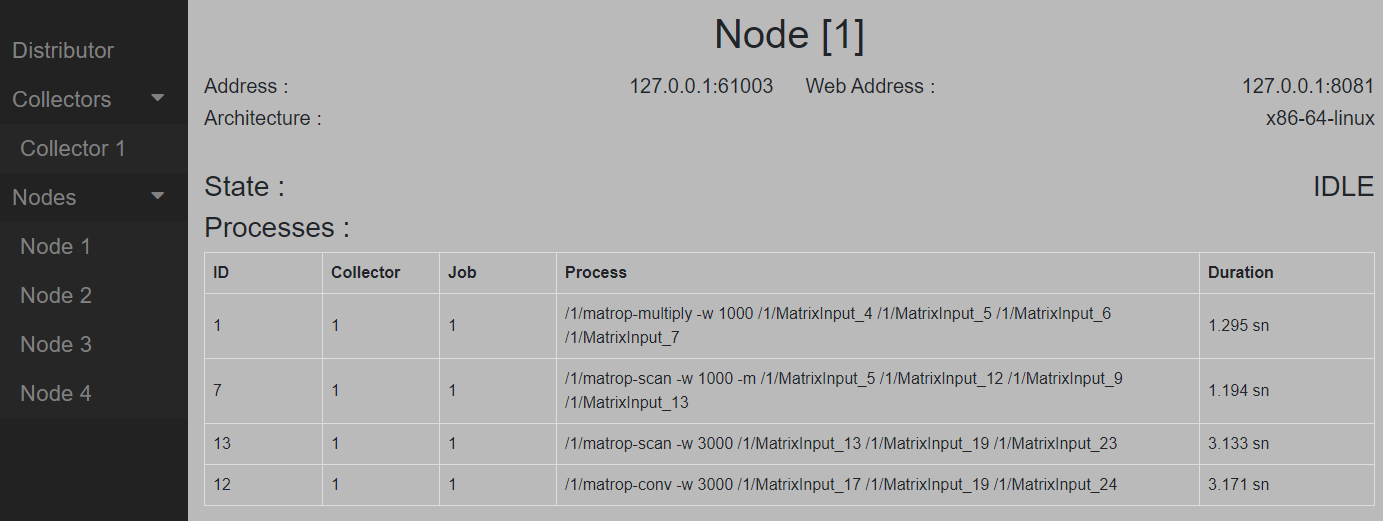 Distributor
Collectors
Collector 1
Nodes
Node 1
Node 2
Node 3
Node 4
Node [1]
Address : 127.0.0.1:61003 Web Address : 127.0.0.1:8081
Architecture : x86-64-linux
State : IDLE
Processes :
ID Collector Job Process Duration
1 1 1 /1/matrop-multiply -w 1000 /1/MatrixInput_4 /1/MatrixInput_5 /1/MatrixInput_6
/1/MatrixInput_7 1.295 sn
7 1 1 /1/matrop-scan -w 1000 -m /1/MatrixInput_5 /1/MatrixInput_12 /1/MatrixInput_9
/1/MatrixInput_13 1.194 sn
13 1 1 /1/matrop-scan -w 3000 /1/MatrixInput_13 /1/MatrixInput_19 /1/MatrixInput_23 3.133 sn
12 1 1 /1/matrop-conv -w 3000 /1/MatrixInput_17 /1/MatrixInput_19 /1/MatrixInput_24 3.171 sn